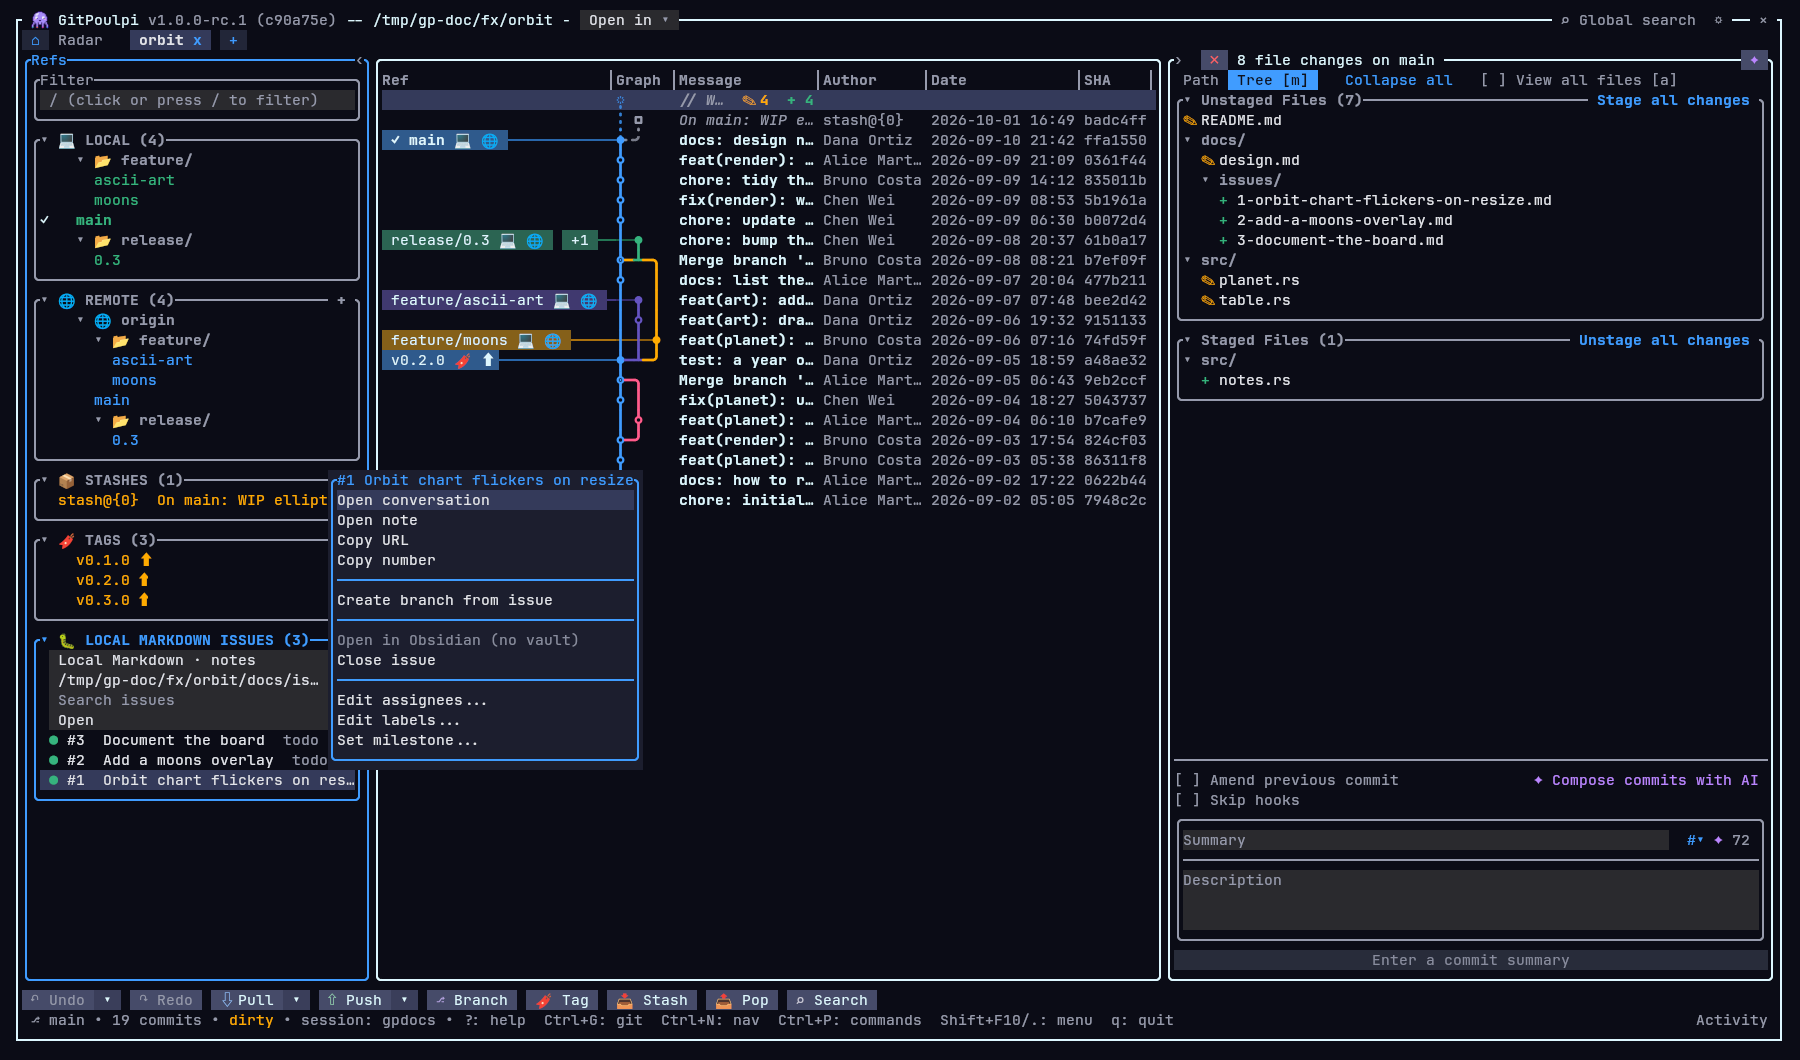 GitPoulpi v1.0.0-rc.1 (c90a75e) —— /tmp/gp-doc/fx/orbit - Open in ▾ ⌕ Global search ⚙ — ×
⌂ Radar orbit x +
Refs ‹
Filter
/ (click or press / to filter)
▾ LOCAL (4)
▾ feature/
ascii-art
moons
✓ main
▾ release/
0.3
▾ REMOTE (4) +
▾ origin
▾ feature/
ascii-art
moons
main
▾ release/
0.3
▾ STASHES (1)
stash@{0} On main: WIP ellipt
▾ TAGS (3)
v0.1.0 ⬆
v0.2.0 ⬆
v0.3.0 ⬆
▾ LOCAL MARKDOWN ISSUES (3)
Local Markdown · notes
/tmp/gp-doc/fx/orbit/docs/is…
Search issues
Open
● #3 Document the board todo
● #2 Add a moons overlay todo
● #1 Orbit chart flickers on res…
Ref Graph Message Author Date SHA
// W… ✎ 4 + 4
On main: WIP e… stash@{0} 2026-10-01 16:49 badc4ff
✓ main docs: design n… Dana Ortiz 2026-09-10 21:42 ffa1550
feat(render): … Alice Mart… 2026-09-09 21:09 0361f44
chore: tidy th… Bruno Costa 2026-09-09 14:12 835011b
fix(render): w… Chen Wei 2026-09-09 08:53 5b1961a
chore: update … Chen Wei 2026-09-09 06:30 b0072d4
release/0.3 +1 chore: bump th… Chen Wei 2026-09-08 20:37 61b0a17
Merge branch '… Bruno Costa 2026-09-08 08:21 b7ef09f
docs: list the… Alice Mart… 2026-09-07 20:04 477b211
feature/ascii-art feat(art): add… Dana Ortiz 2026-09-07 07:48 bee2d42
feat(art): dra… Dana Ortiz 2026-09-06 19:32 9151133
feature/moons feat(planet): … Bruno Costa 2026-09-06 07:16 74fd59f
v0.2.0 ⬆ test: a year o… Dana Ortiz 2026-09-05 18:59 a48ae32
Merge branch '… Alice Mart… 2026-09-05 06:43 9eb2ccf
fix(planet): u… Chen Wei 2026-09-04 18:27 5043737
feat(planet): … Alice Mart… 2026-09-04 06:10 b7cafe9
feat(render): … Bruno Costa 2026-09-03 17:54 824cf03
feat(planet): … Bruno Costa 2026-09-03 05:38 86311f8
docs: how to r… Alice Mart… 2026-09-02 17:22 0622b44
chore: initial… Alice Mart… 2026-09-02 05:05 7948c2c
#1 Orbit chart flickers on resize
Open conversation
Open note
Copy URL
Copy number
Create branch from issue
Open in Obsidian (no vault)
Close issue
Edit assignees...
Edit labels...
Set milestone...
› ✕ 8 file changes on main ✦
Path Tree [m] Collapse all [ ] View all files [a]
▾ Unstaged Files (7) Stage all changes
✎ README.md
▾ docs/
✎ design.md
▾ issues/
+ 1-orbit-chart-flickers-on-resize.md
+ 2-add-a-moons-overlay.md
+ 3-document-the-board.md
▾ src/
✎ planet.rs
✎ table.rs
▾ Staged Files (1) Unstage all changes
▾ src/
+ notes.rs
[ ] Amend previous commit ✦ Compose commits with AI
[ ] Skip hooks
Summary #▾ ✦ 72
Description
Enter a commit summary
↶ Undo ▾ ↷ Redo ⇩ Pull ▾ ⇧ Push ▾ ⎇ Branch Tag Stash Pop ⌕ Search
⎇ main • 19 commits • dirty • session: gpdocs • ?: help Ctrl+G: git Ctrl+N: nav Ctrl+P: commands Shift+F10/.: menu q: quit Activity